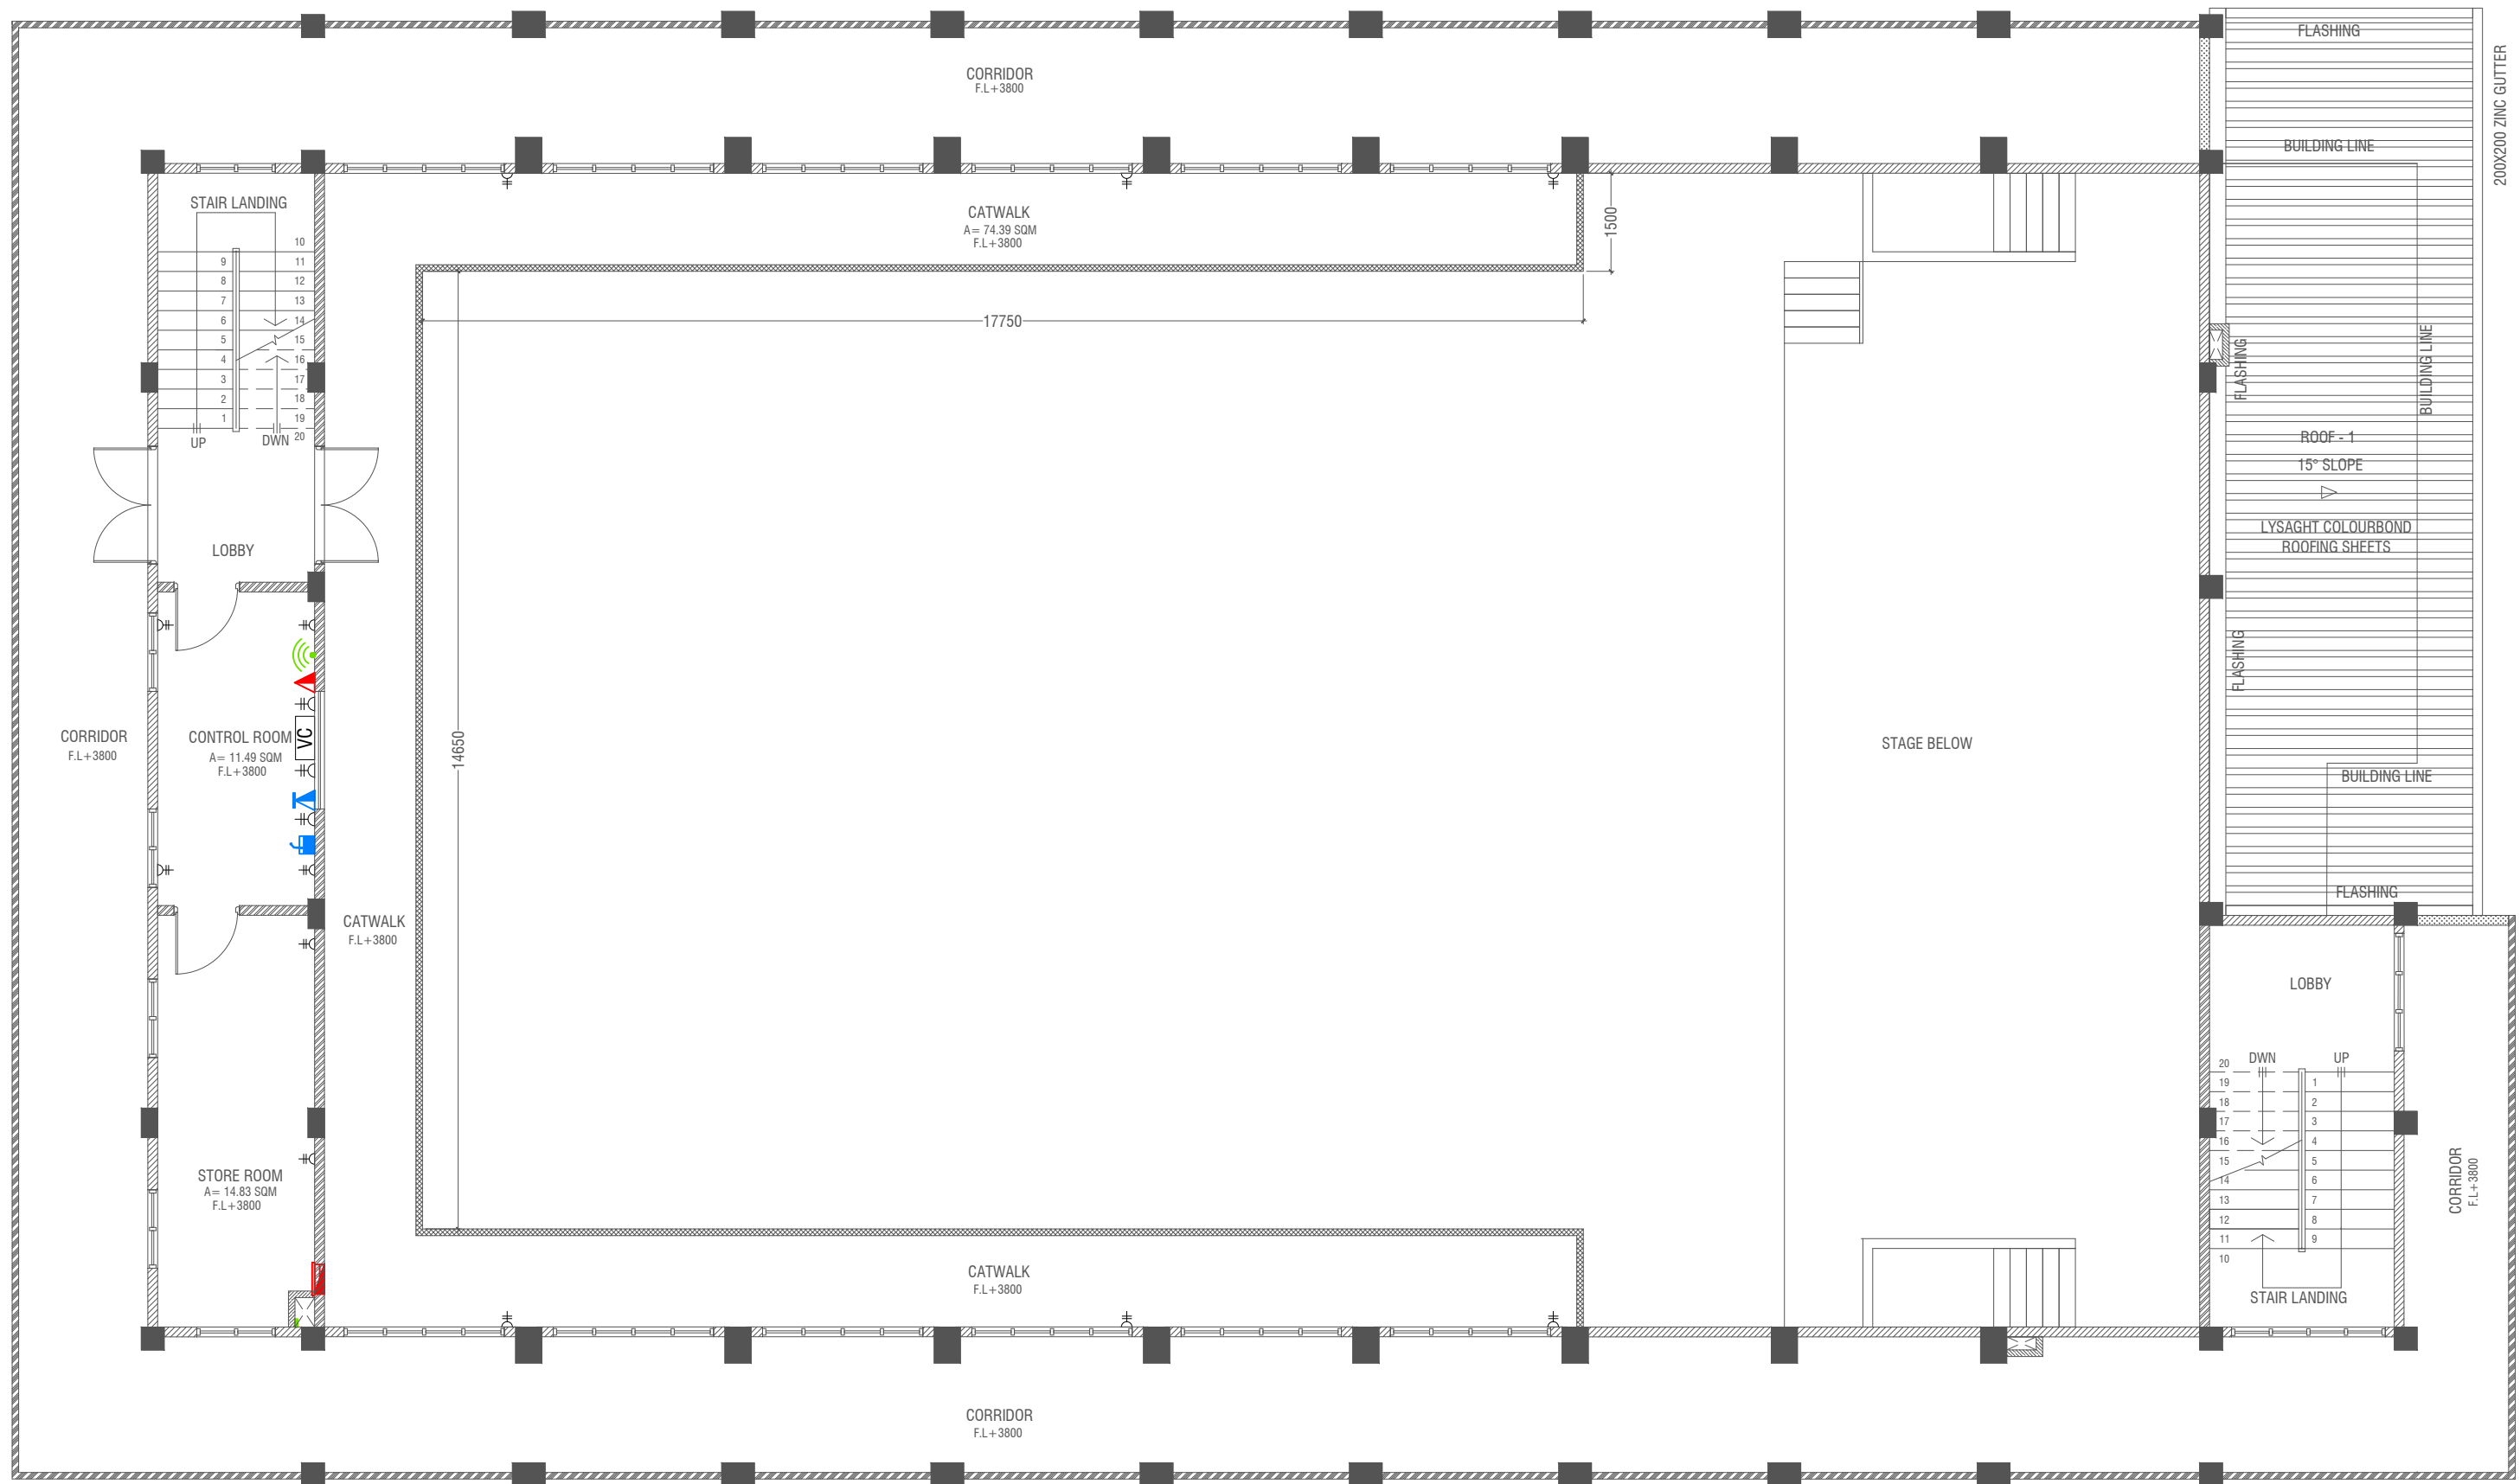 FLASHING
200X200 ZINC GUTTER
CORRIDOR
F.L+3800
BUILDING LINE
STAIR LANDING
CATWALK
A= 74.39 SQM
F.L+3800
1500
10
9
11
8
12
7
13
6
14
5
15
4
16
3
17
2
18
1
19
20
UP
DWN
17750
FLASHING
BUILDING LINE
ROOF - 1
15° SLOPE
LYSAGHT COLOURBOND
ROOFING SHEETS
LOBBY
FLASHING
CORRIDOR
F.L+3800
CONTROL ROOM
A= 11.49 SQM
F.L+3800
VC
14650
STAGE BELOW
BUILDING LINE
FLASHING
CATWALK
F.L+3800
LOBBY
DWN
UP
20
19
1
18
2
17
3
16
4
15
5
14
6
13
7
12
8
11
9
10
STAIR LANDING
CORRIDOR
F.L+3800
STORE ROOM
A= 14.83 SQM
F.L+3800
CATWALK
F.L+3800
CORRIDOR
F.L+3800